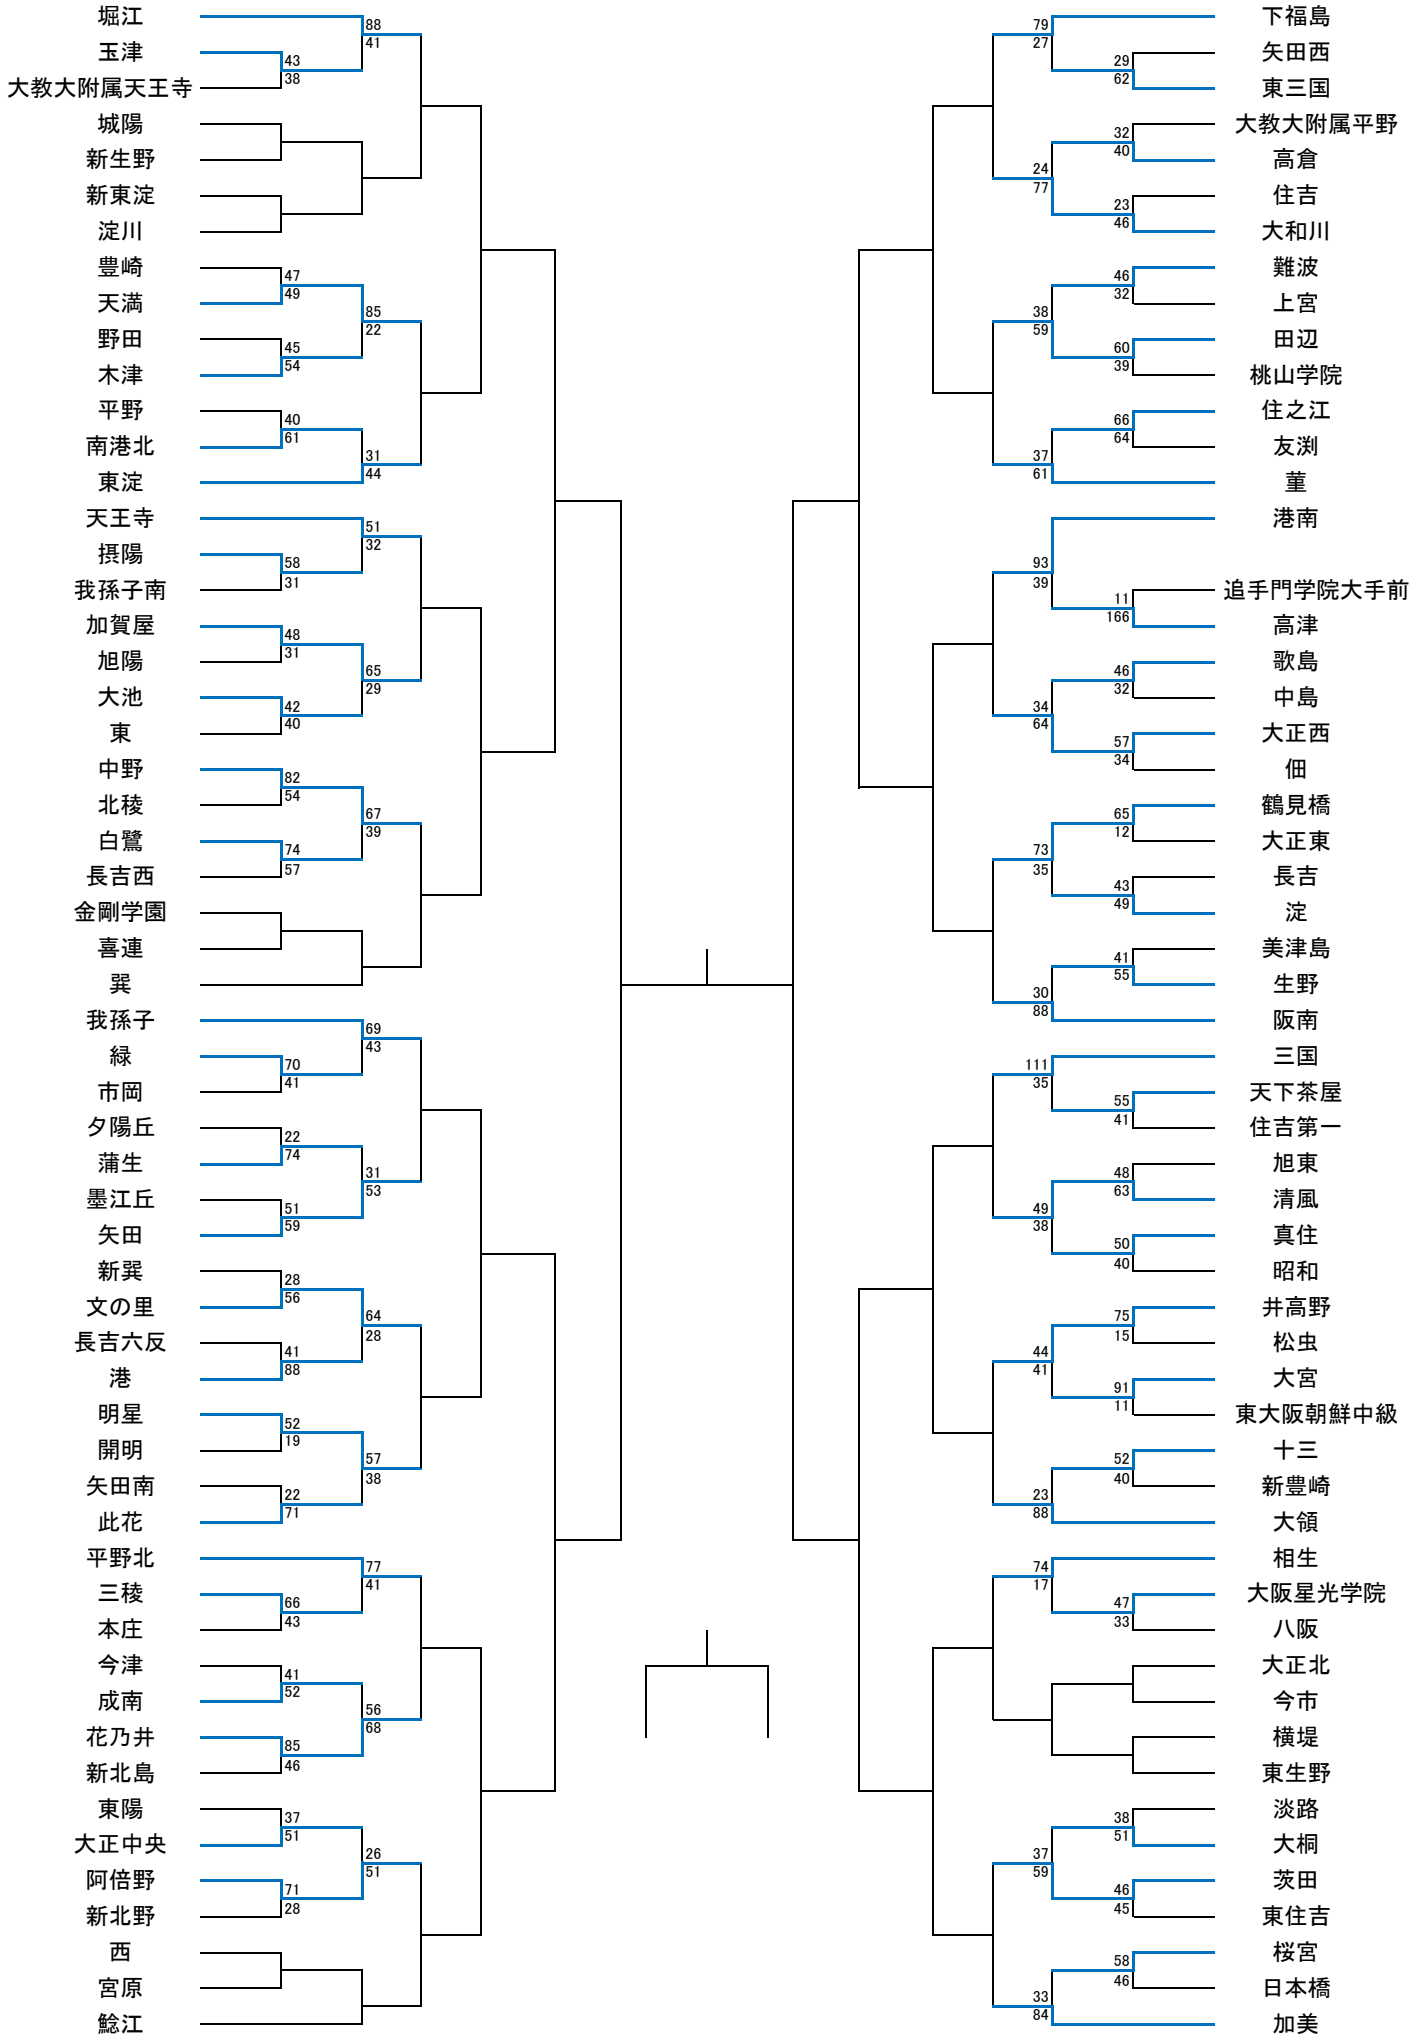 堀江
玉津
大教大附属天王寺
城陽
新生野
新東淀
淀川
豊崎
天満
野田
木津
平野
南港北
東淀
天王寺
摂陽
我孫子南
加賀屋
旭陽
大池
東
中野
北稜
白鷺
長吉西
金剛学園
喜連
巽
我孫子
緑
市岡
夕陽丘
蒲生
墨江丘
矢田
新巽
文の里
長吉六反
港
明星
開明
矢田南
此花
平野北
三稜
本庄
今津
成南
花乃井
新北島
東陽
大正中央
阿倍野
新北野
西
宮原
鯰江
43
38
47
49
45
54
40
61
58
31
48
31
42
40
82
54
74
57
70
41
22
74
51
59
28
56
41
88
52
19
22
71
66
43
41
52
85
46
37
51
71
28
88
41
85
22
31
44
51
32
65
29
67
39
69
43
31
53
64
28
57
38
77
41
56
68
26
51
79
27
24
77
38
59
37
61
93
39
34
64
73
35
30
88
111
35
49
38
44
41
23
88
74
17
37
59
33
84
29
62
32
40
23
46
46
32
60
39
66
64
11
166
46
32
57
34
65
12
43
49
41
55
55
41
48
63
50
40
75
15
91
11
52
40
47
33
38
51
46
45
58
46
下福島
矢田西
東三国
大教大附属平野
高倉
住吉
大和川
難波
上宮
田辺
桃山学院
住之江
友渕
菫
港南
追手門学院大手前
高津
歌島
中島
大正西
佃
鶴見橋
大正東
長吉
淀
美津島
生野
阪南
三国
天下茶屋
住吉第一
旭東
清風
真住
昭和
井高野
松虫
大宮
東大阪朝鮮中級
十三
新豊崎
大領
相生
大阪星光学院
八阪
大正北
今市
横堤
東生野
淡路
大桐
茨田
東住吉
桜宮
日本橋
加美